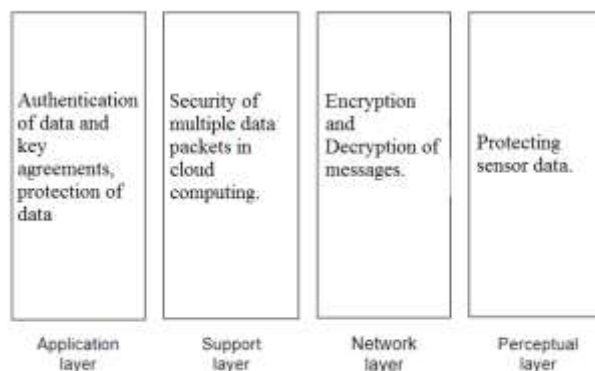 Authentication
of data and
key
agreements,
protection of
data
Security of
multiple data
packets in
cloud
computing.
Encryption
and
Decryption of
messages.
Protecting
sensor data.
Application
layer
Support
layer
Network
layer
Perceptual
layer